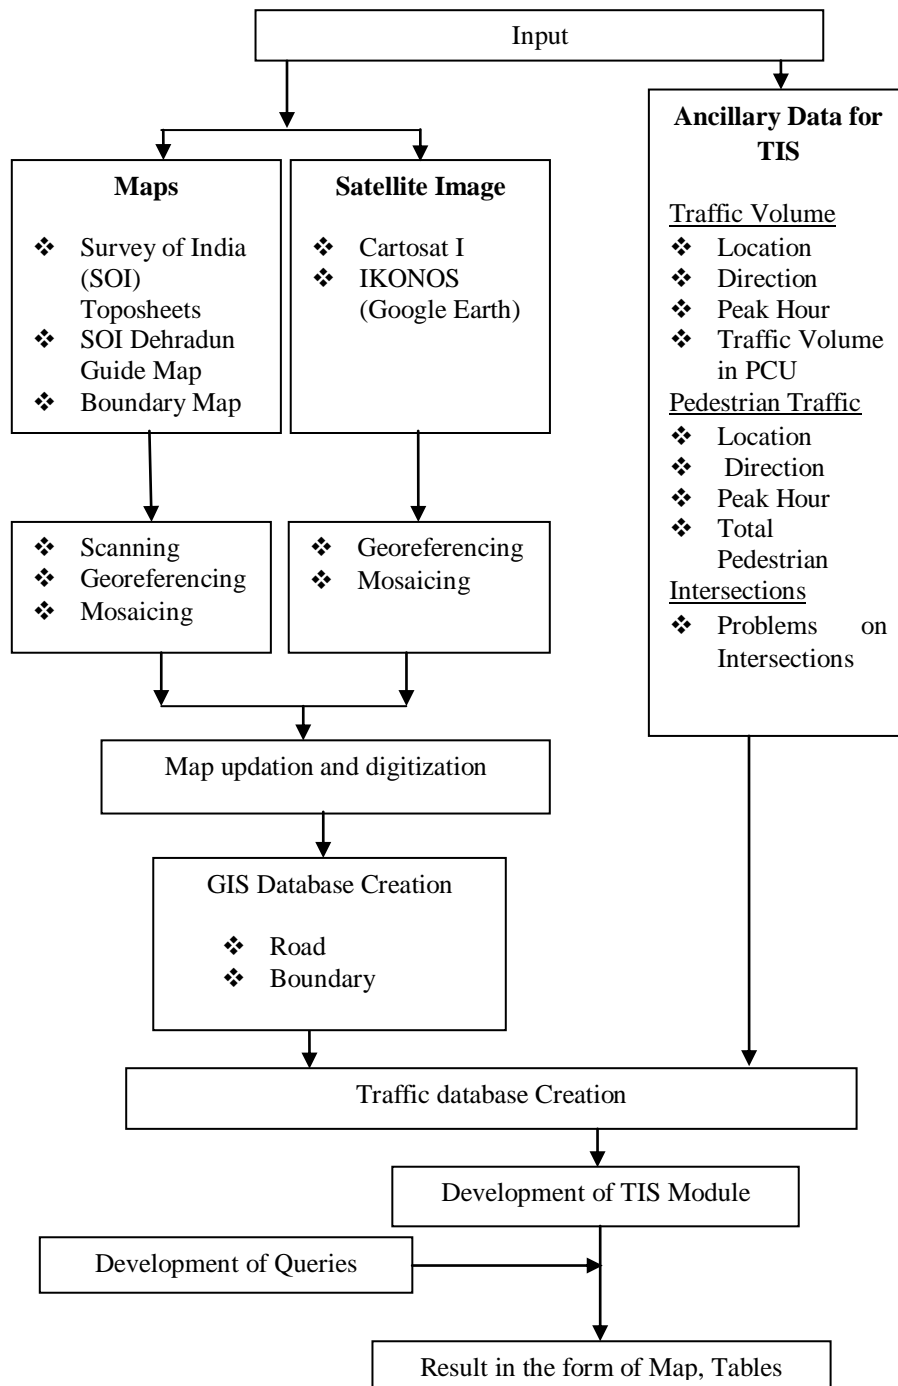 Input
Maps
❖ Survey of India
(SOI)
Toposheets
❖ SOI Dehradun
Guide Map
❖ Boundary Map
Satellite Image
❖ Cartosat I
❖ IKONOS
(Google Earth)
Ancillary Data for
TIS
Traffic Volume
❖ Location
❖ Direction
❖ Peak Hour
❖ Traffic Volume
in PCU
Pedestrian Traffic
❖ Location
❖ Direction
❖ Peak Hour
❖ Total
Pedestrian
Intersections
❖ Problems on
Intersections
❖ Scanning
❖ Georeferencing
❖ Mosaicing
❖ Georeferencing
❖ Mosaicing
Map updation and digitization
GIS Database Creation
❖ Road
❖ Boundary
Traffic database Creation
Development of TIS Module
Development of Queries
Result in the form of Map, Tables